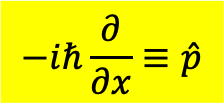 −iħ ∂/∂x ≡ p̂